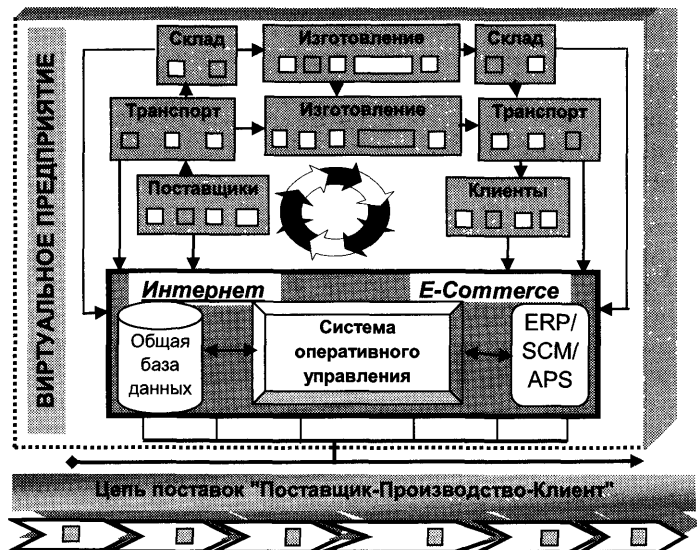 ВИРТУАЛЬНОЕ ПРЕДПРИЯТИЕ
Склад
Изготовление
Склад
Транспорт
Изготовление
Транспорт
Поставщики
Клиенты
Интернет
E-Commerce
Общая
база
данных
Система
оперативного
управления
ERP/
SCM/
APS
Цепь поставок "Поставщик-Производство-Клиент"